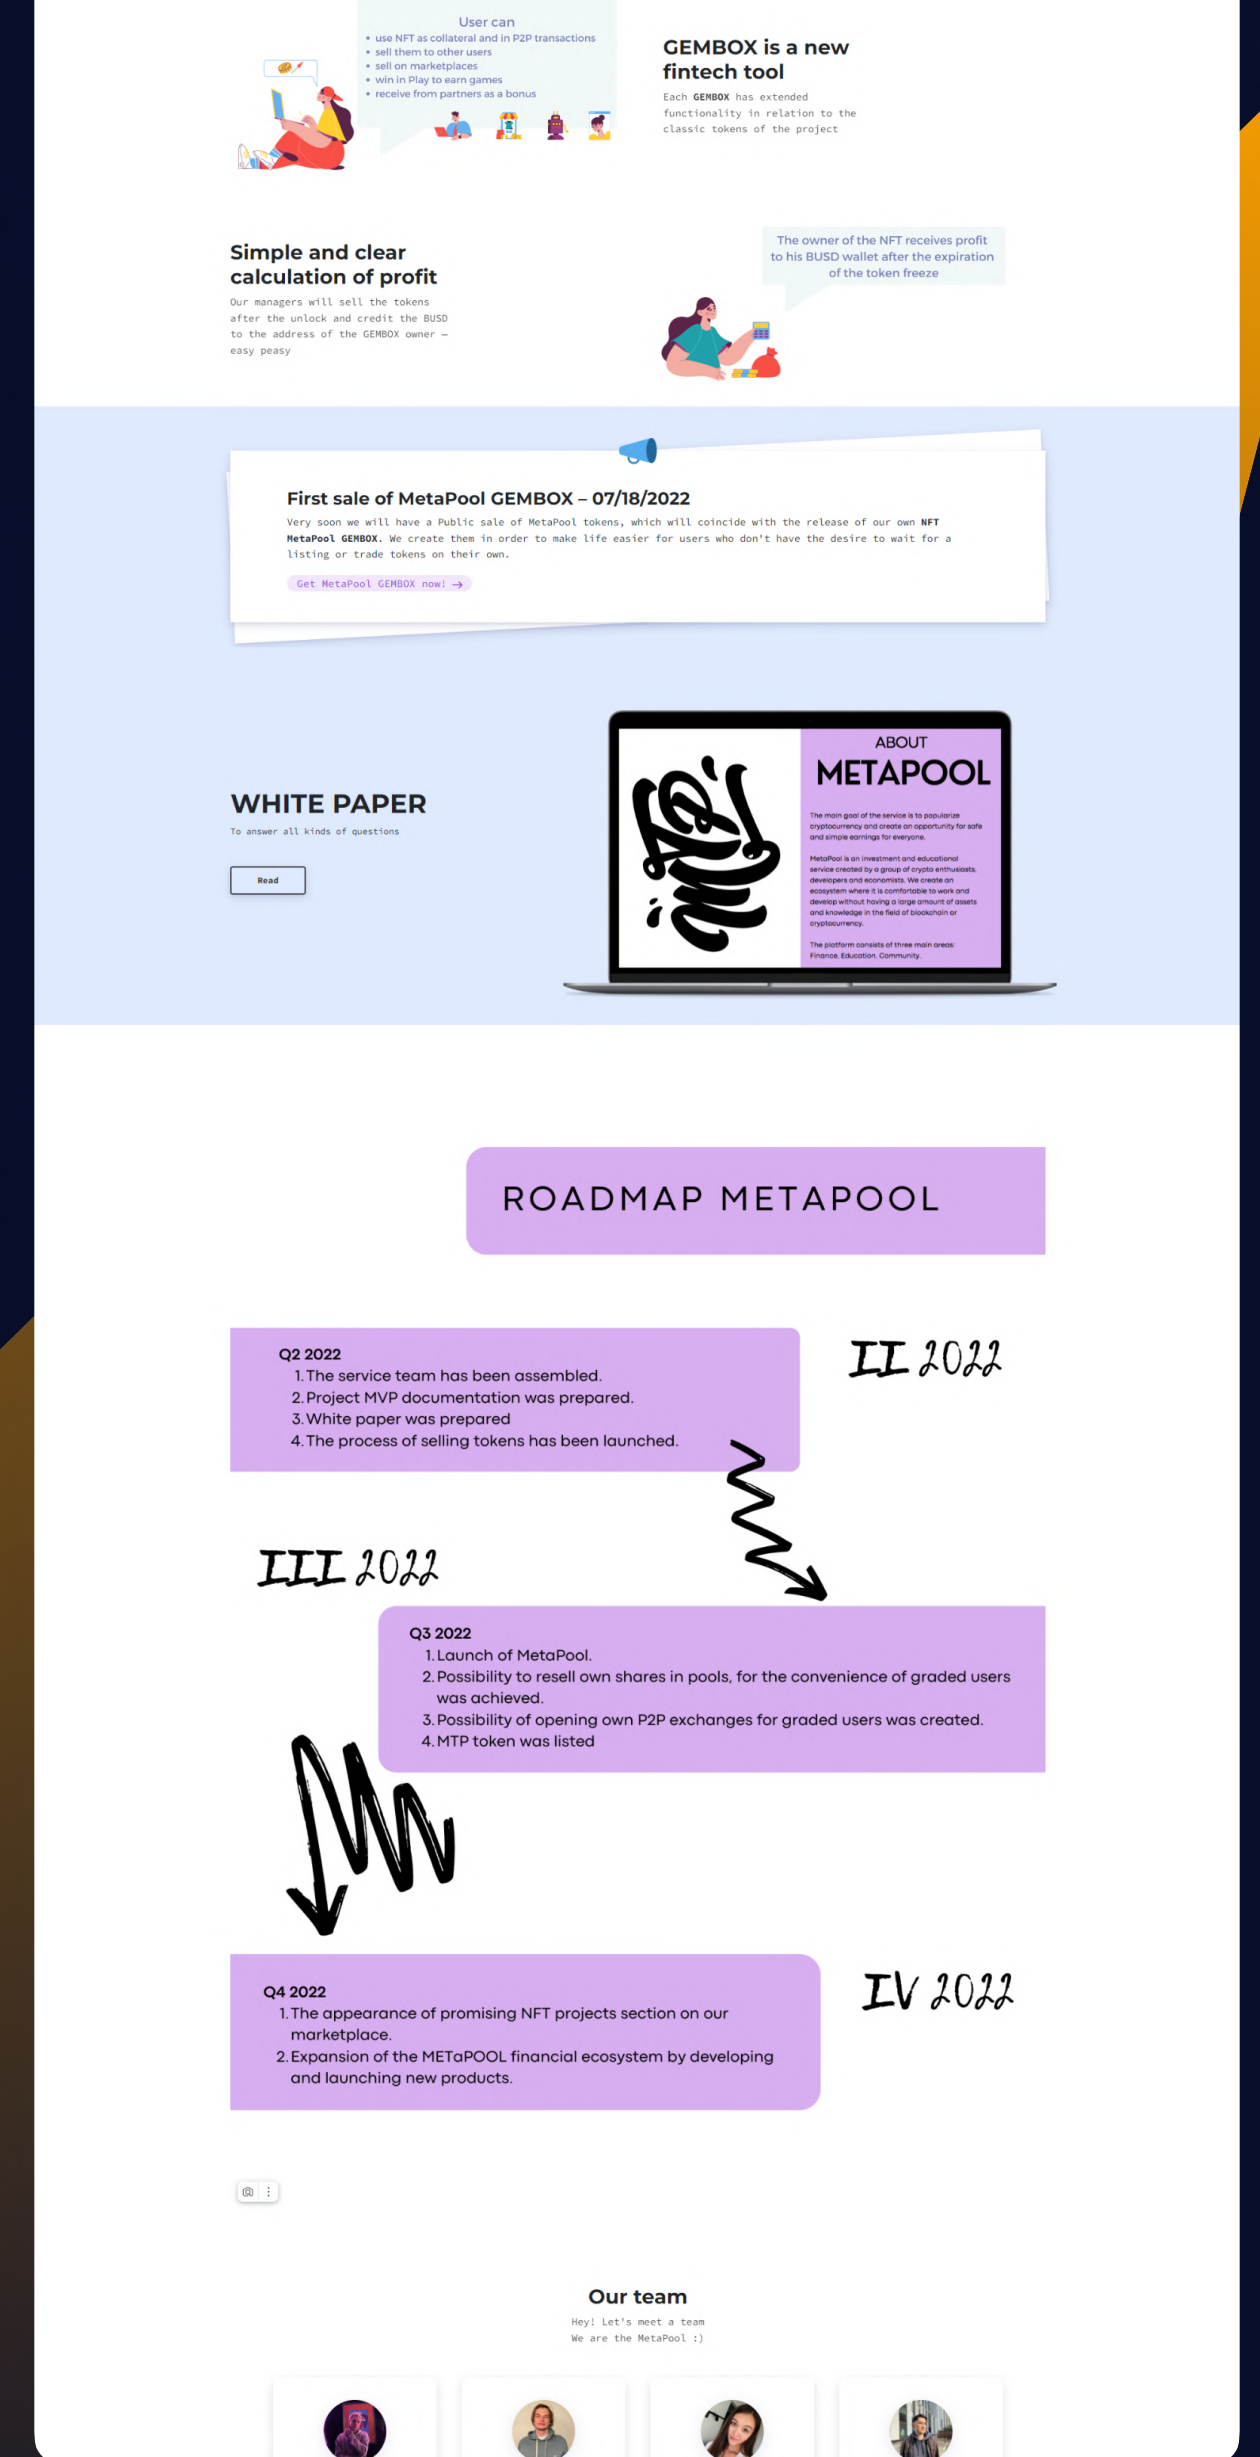 User can
• use NFT as collateral and in P2P transactions
• sell them to other users
• sell on marketplaces
• win in Play to earn games
• receive from partners as a bonus
GEMBOX is a new
fintech tool
Each GEMBOX has extended
functionality in relation to the
classic tokens of the project
Simple and clear
calculation of profit
Our managers will sell the tokens
after the unlock and credit the BUSD
to the address of the GEMBOX owner —
easy peasy
The owner of the NFT receives profit
to his BUSD wallet after the expiration
of the token freeze
First sale of MetaPool GEMBOX – 07/18/2022
Very soon we will have a Public sale of MetaPool tokens, which will coincide with the release of our own NFT
MetaPool GEMBOX. We create them in order to make life easier for users who don't have the desire to wait for a
listing or trade tokens on their own.
Get MetaPool GEMBOX now! →
WHITE PAPER
To answer all kinds of questions
Read
ABOUT
METAPOOL
The main goal of the service is to popularize
cryptocurrency and create an opportunity for safe
and simple earnings for everyone.
MetaPool is an investment and educational
service created by a group of crypto enthusiasts,
developers and economists. We create an
ecosystem where it is comfortable to work and
develop without having a large amount of assets
and knowledge in the field of blockchain or
cryptocurrency.
The platform consists of three main areas:
Finance, Education, Community.
ROADMAP METAPOOL
Q2 2022
1. The service team has been assembled.
2. Project MVP documentation was prepared.
3. White paper was prepared
4. The process of selling tokens has been launched.
II 2022
III 2022
Q3 2022
1. Launch of MetaPool.
2. Possibility to resell own shares in pools, for the convenience of graded users
was achieved.
3. Possibility of opening own P2P exchanges for graded users was created.
4. MTP token was listed
Q4 2022
1. The appearance of promising NFT projects section on our
marketplace.
2. Expansion of the METaPOOL financial ecosystem by developing
and launching new products.
IV 2022
Our team
Hey! Let's meet a team
We are the MetaPool :)